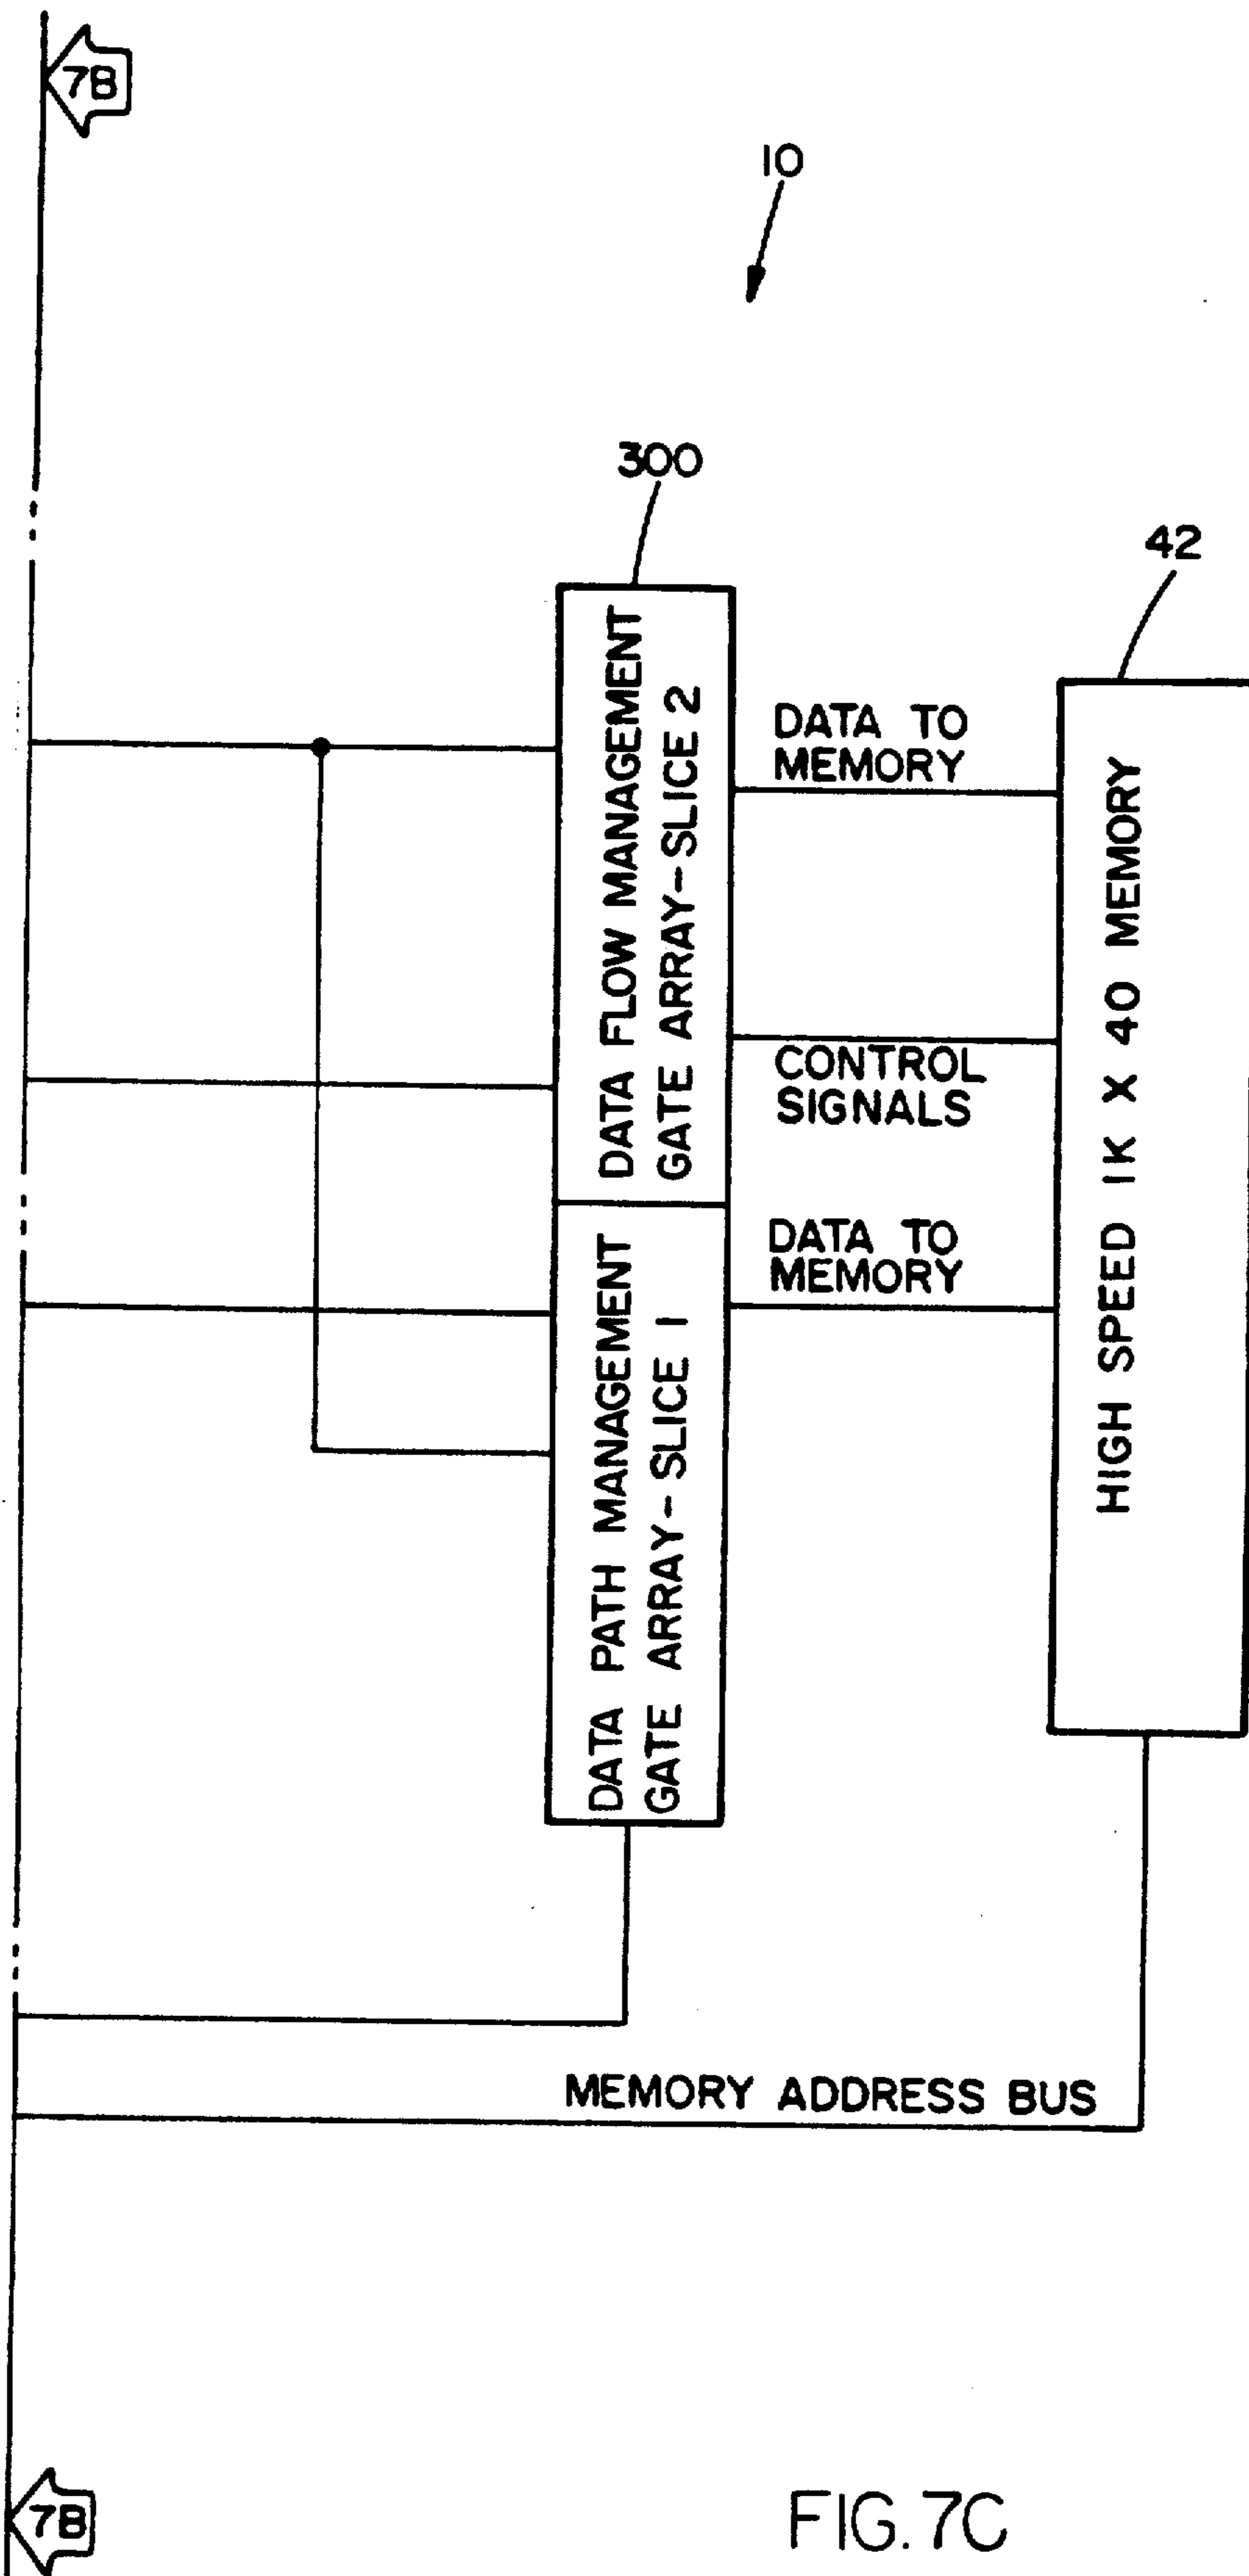 7B
10
300
42
DATA FLOW MANAGEMENT
GATE ARRAY-SLICE 2
DATA TO
MEMORY
CONTROL
SIGNALS
DATA TO
MEMORY
DATA PATH MANAGEMENT
GATE ARRAY-SLICE 1
HIGH SPEED 1K X 40 MEMORY
MEMORY ADDRESS BUS
7B
FIG. 7C